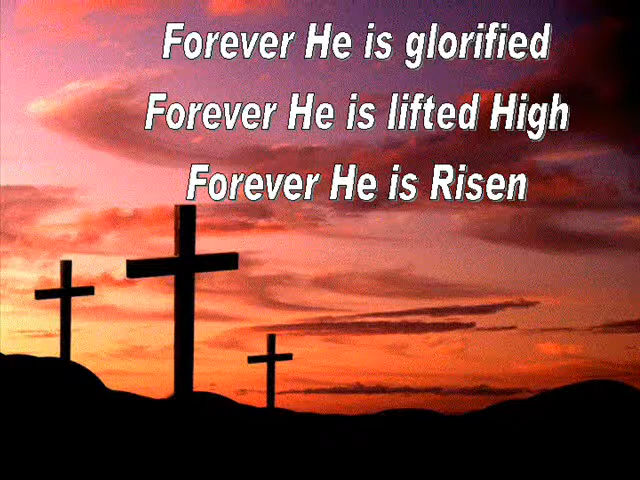 Forever He is glorified
Forever He is lifted High
Forever He is Risen